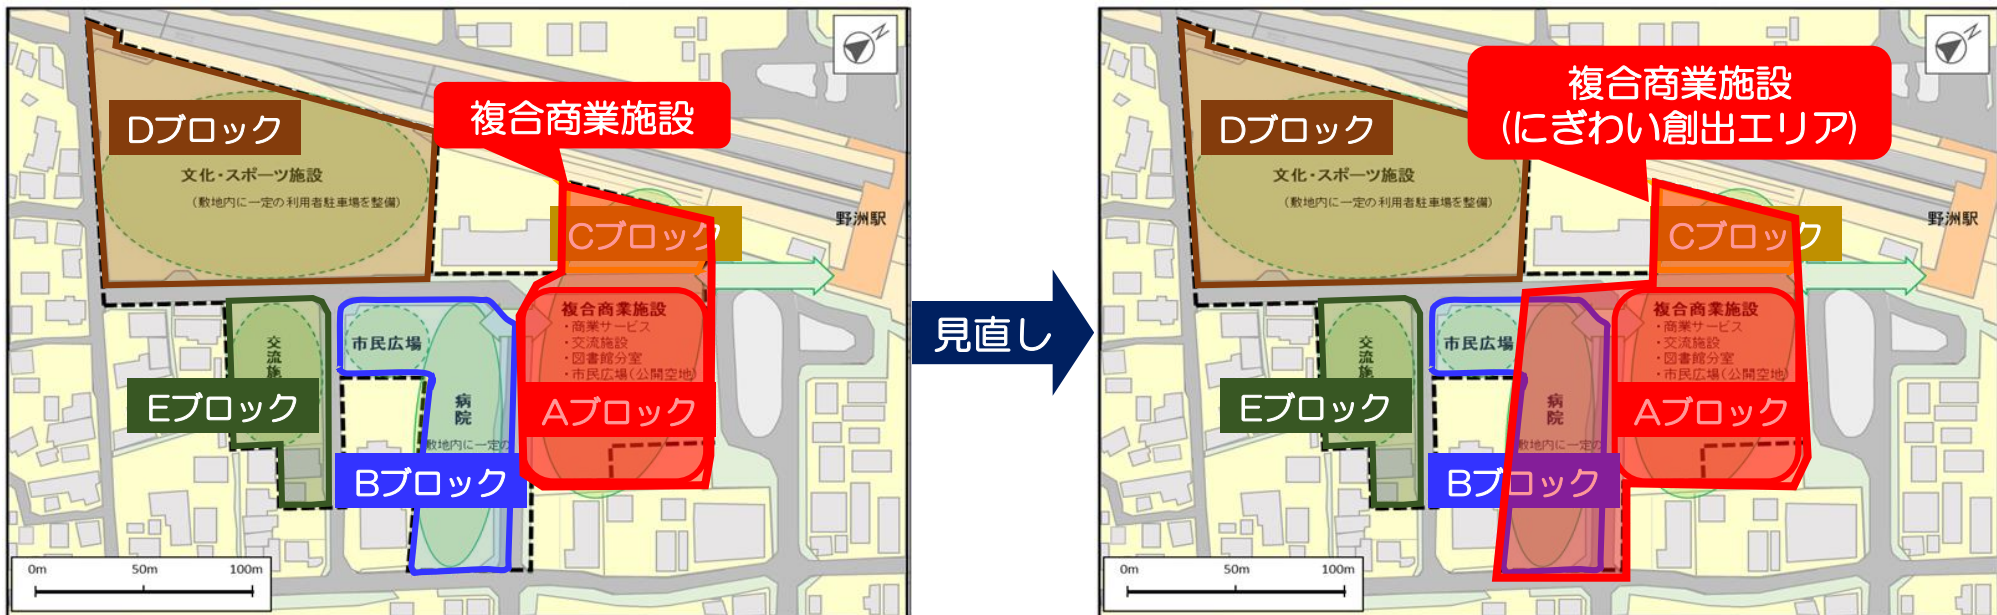 複合商業施設
Dブロック
文化・スポーツ施設
(敷地内に一定の利用者駐車場を整備)
Cブロック
野洲駅
複合商業施設
・商業サービス
・交流施設
・図書館分室
・市民広場(公開空地)
Aブロック
市民広場
病院
敷地内に一定の
Bブロック
交流施
Eブロック
0m 50m 100m
N
見直し
複合商業施設
(にぎわい創出エリア)
Dブロック
文化・スポーツ施設
(敷地内に一定の利用者駐車場を整備)
Cブロック
野洲駅
複合商業施設
・商業サービス
・交流施設
・図書館分室
・市民広場(公開空地)
Aブロック
市民広場
病院
敷地内に一定の
Bブロック
交流施
Eブロック
0m 50m 100m
N